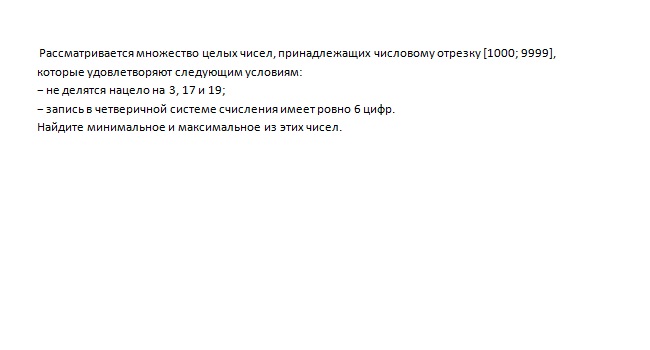 Рассматривается множество целых чисел, принадлежащих числовому отрезку [1000; 9999],
которые удовлетворяют следующим условиям:
– не делятся нацело на 3, 17 и 19;
– запись в четверичной системе счисления имеет ровно 6 цифр.
Найдите минимальное и максимальное из этих чисел.